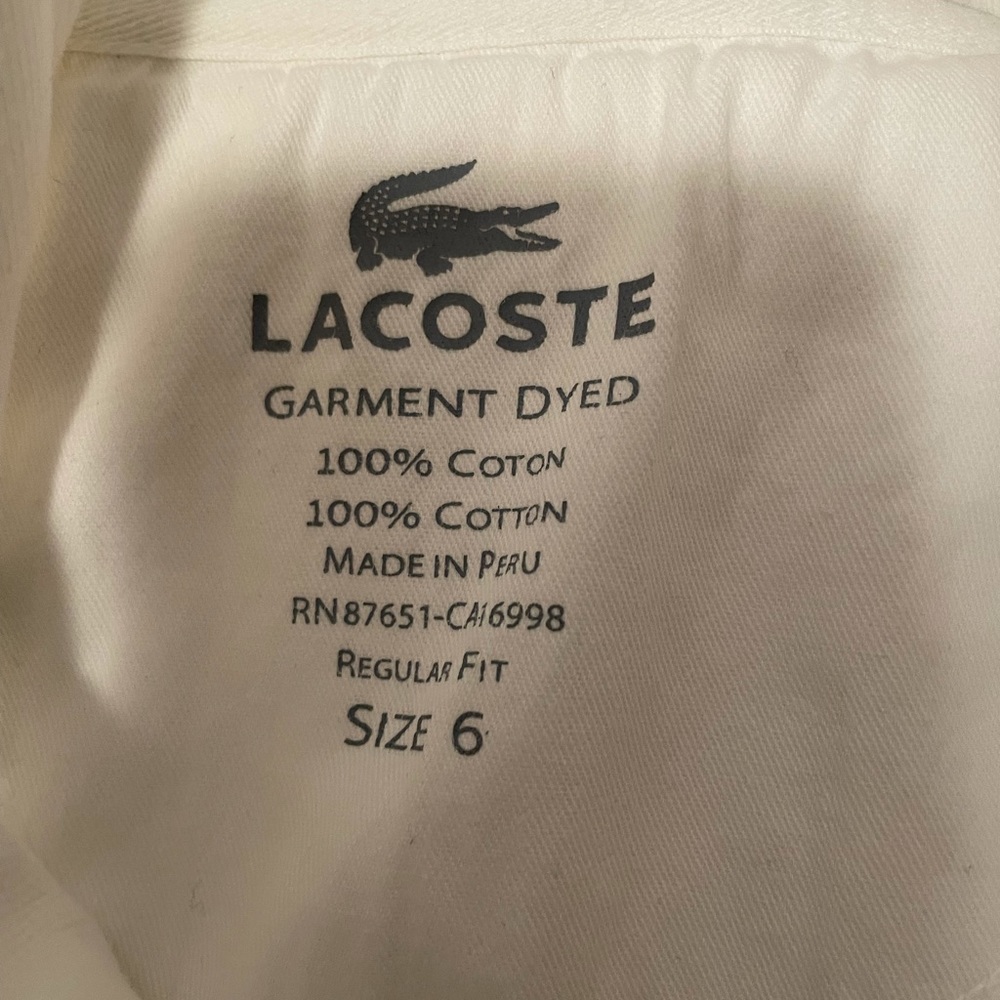 LACOSTE
GARMENT DYED
100% COTON
100% COTTON
MADE IN PERU
RN87651-CA16998
REGULAR FIT
SIZE 6